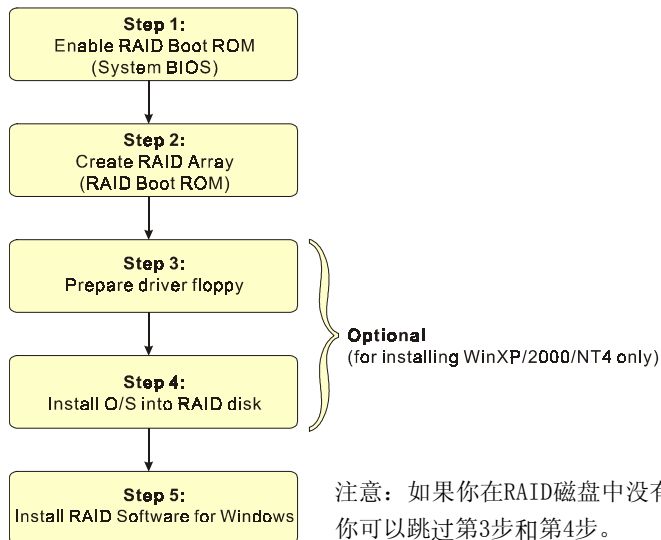 Step 1:
Enable RAID Boot ROM
(System BIOS)
Step 2:
Create RAID Array
(RAID Boot ROM)
Step 3:
Prepare driver floppy
Optional
(for installing WinXP/2000/NT4 only)
Step 4:
Install O/S into RAID disk
Step 5:
Install RAID Software for Windows
注意：如果你在RAID磁盘中没有
你可以跳过第3步和第4步。